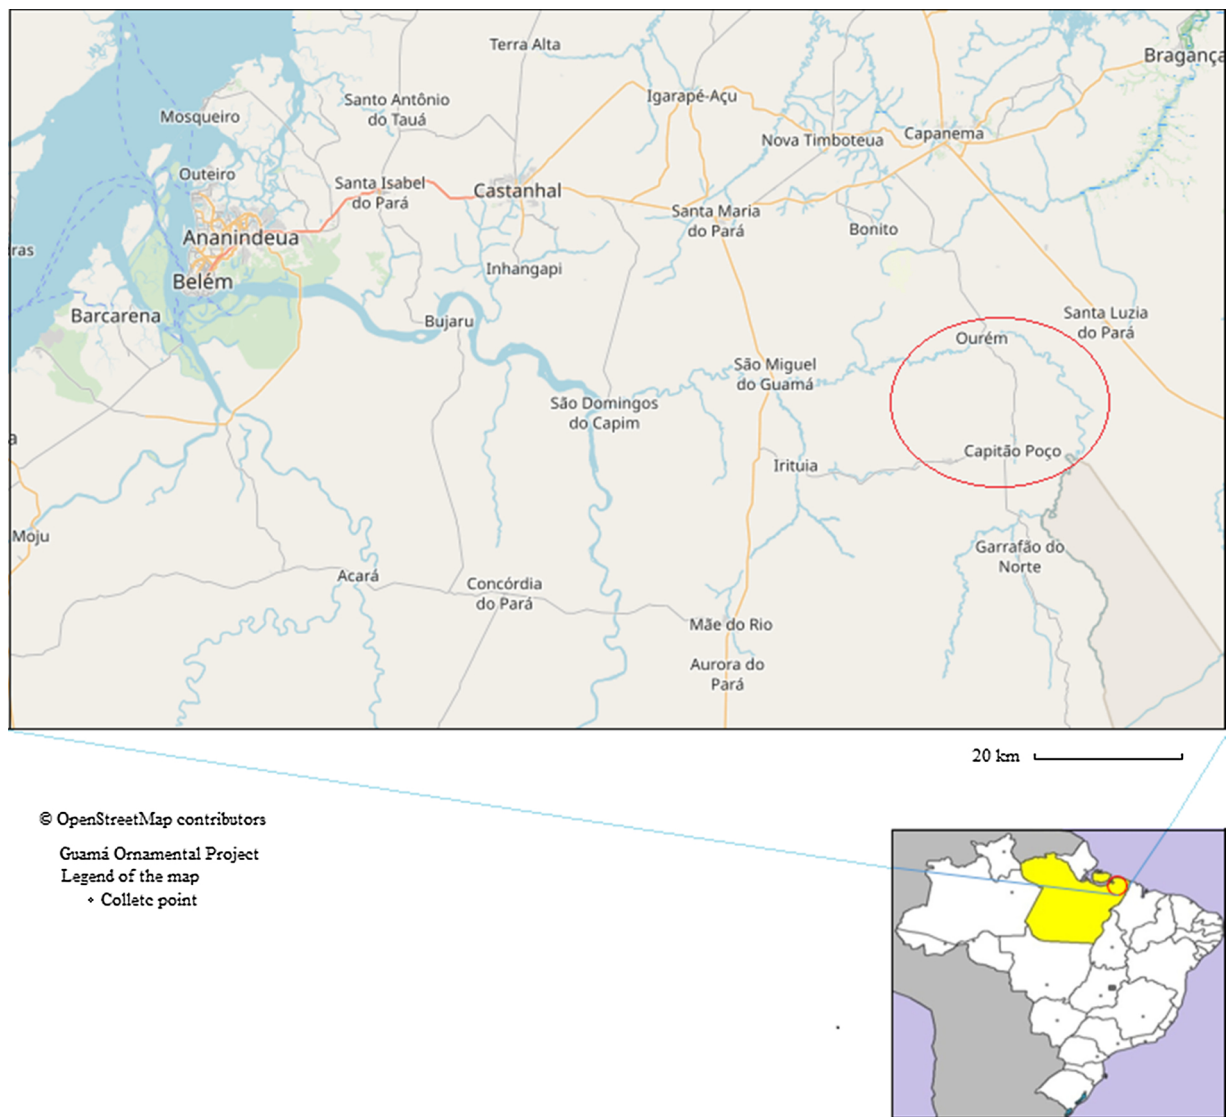 Bragança
Terra Alta
Igarapé-Açu
Santo Antônio
do Tauá
Mosqueiro
Nova Timboteua
Capanema
Outeiro
Santa Isabel
do Pará
Castanhal
Santa Maria
do Pará
Bonito
Ananindeua
eiras
Inhangapi
Belém
Barcarena
Bujaru
Santa Luzia
do Pará
Ourém
São Miguel
do Guamá
São Domingos
do Capim
a
Capitão Poço
Irituia
Moju
Garrafão do
Norte
Acará
Concórdia
do Pará
Mãe do Rio
Aurora do
Pará
20 km
© OpenStreetMap contributors
Guamá Ornamental Project
Legend of the map
Colletc point